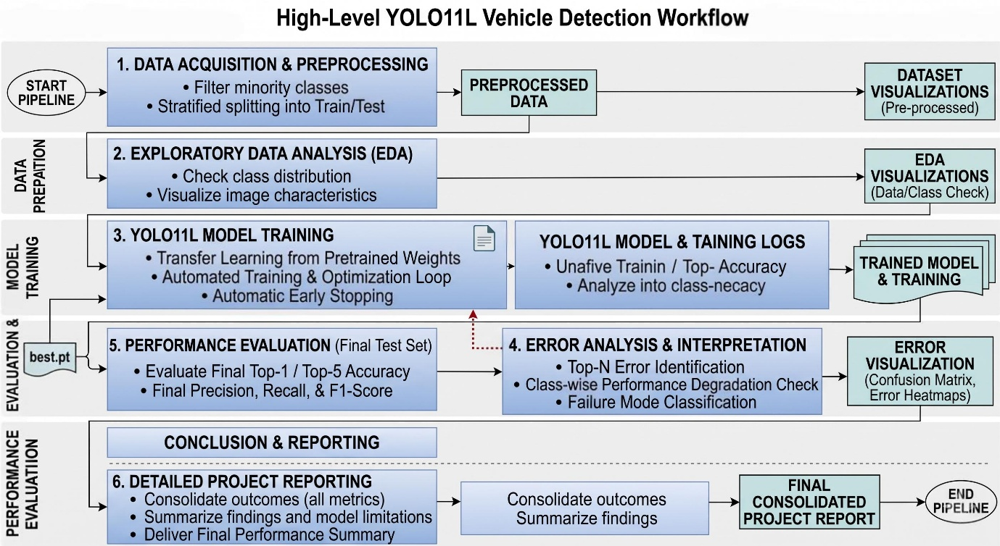 High-Level YOLO11L Vehicle Detection Workflow
START
PIPELINE
1. DATA ACQUISITION & PREPROCESSING
• Filter minority classes
• Stratified splitting into Train/Test
PREPROCESSED
DATA
DATASET
VISUALIZATIONS
(Pre-processed)
DATA
PREPATION
2. EXPLORATORY DATA ANALYSIS (EDA)
• Check class distribution
• Visualize image characteristics
EDA
VISUALIZATIONS
(Data/Class Check)
MODEL
TRAINING
3. YOLO11L MODEL TRAINING
• Transfer Learning from Pretrained Weights
• Automated Training & Optimization Loop
• Automatic Early Stopping
YOLO11L MODEL & TAINING LOGS
• Unafive Trainin / Top- Accuracy
• Analyze into class-necacy
TRAINED MODEL
& TRAINING
EVALUATION &
best.pt
5. PERFORMANCE EVALUATION (Final Test Set)
• Evaluate Final Top-1 / Top-5 Accuracy
• Final Precision, Recall, & F1-Score
4. ERROR ANALYSIS & INTERPRETATION
• Top-N Error Identification
• Class-wise Performance Degradation Check
• Failure Mode Classification
ERROR
VISUALIZATION
(Confusion Matrix,
Error Heatmaps)
PERFORMANCE
EVALUATION
CONCLUSION & REPORTING
6. DETAILED PROJECT REPORTING
• Consolidate outcomes (all metrics)
• Summarize findings and model limitations
• Deliver Final Performance Summary
Consolidate outcomes
Summarize findings
FINAL
CONSOLIDATED
PROJECT REPORT
END
PIPELINE